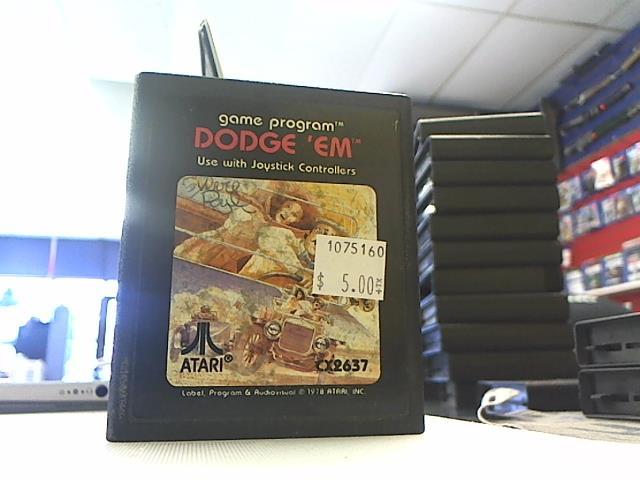 game program™
DODGE 'EM™
Use with Joystick Controllers
1075160
$ 5.00
ATARI®
CX2637
Label, Program & Audiovisual © 1978 ATARI, INC.